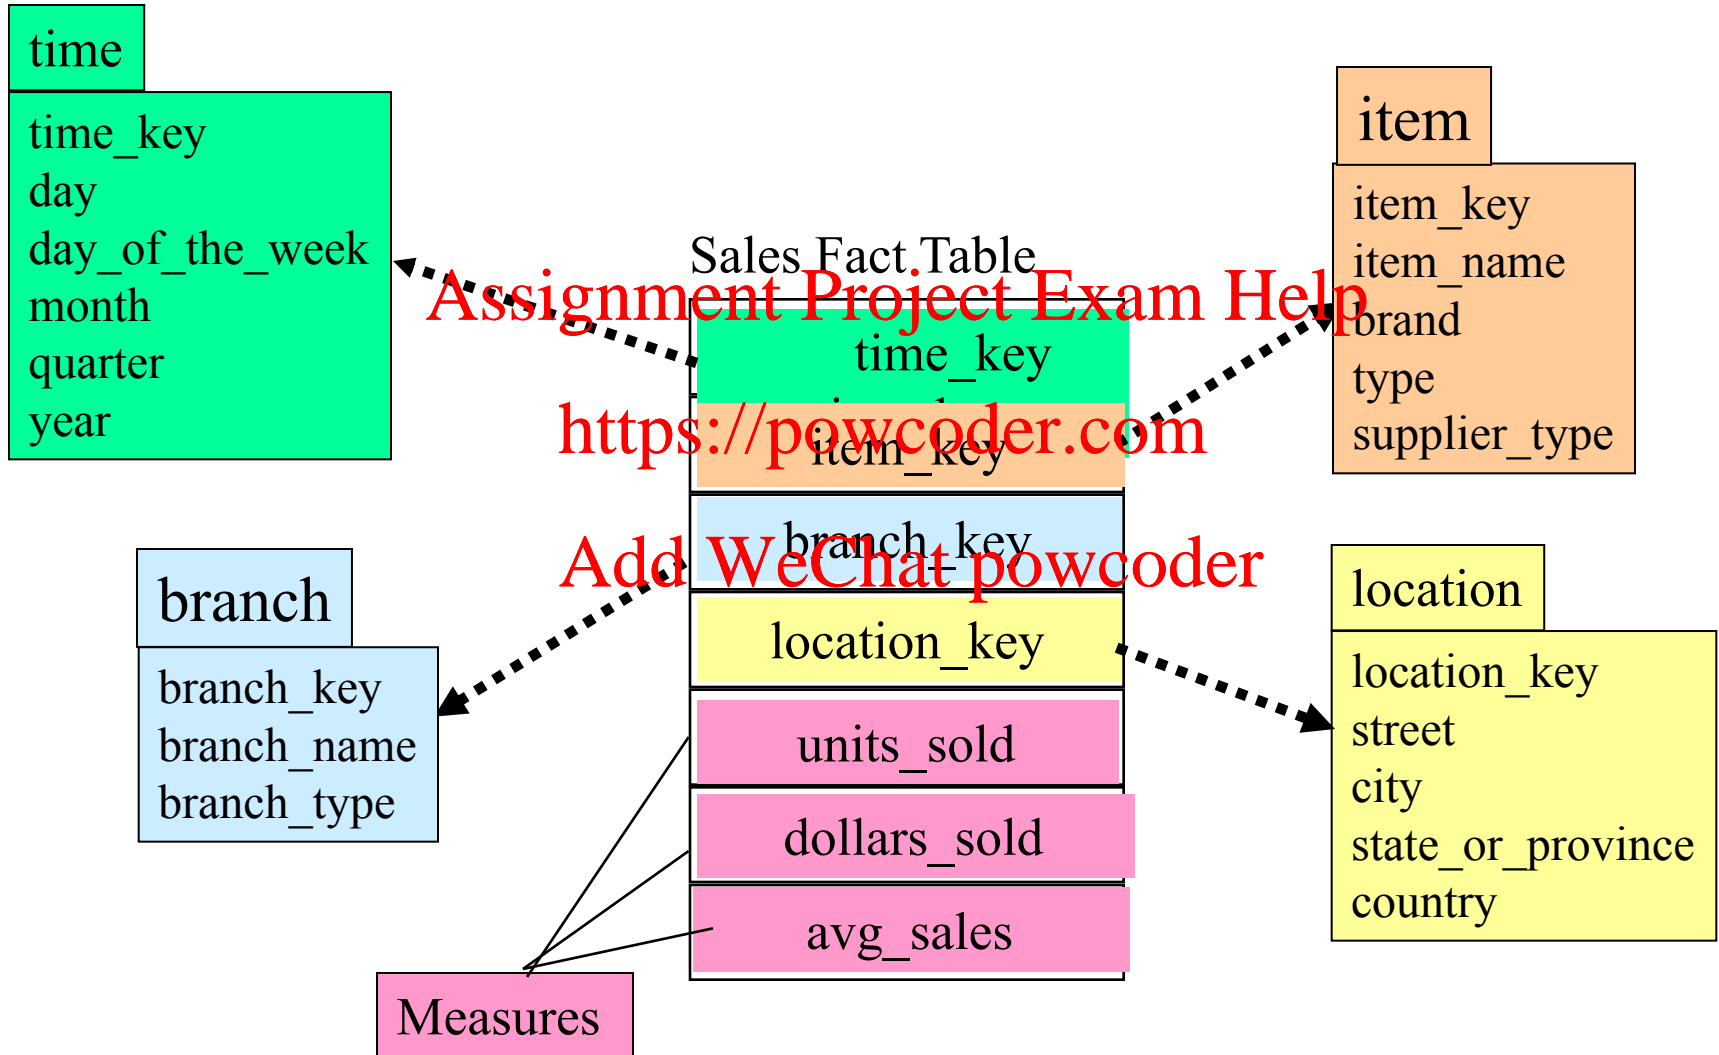 time
time_key
day
day_of_the_week
month
quarter
year
item
item_key
item_name
brand
type
supplier_type
Sales Fact Table
Assignment Project Exam Help
time_key
https://powcoder.com
item_key
branch_key
Add WeChat powcoder
location_key
units_sold
dollars_sold
avg_sales
Measures
branch
branch_key
branch_name
branch_type
location
location_key
street
city
state_or_province
country